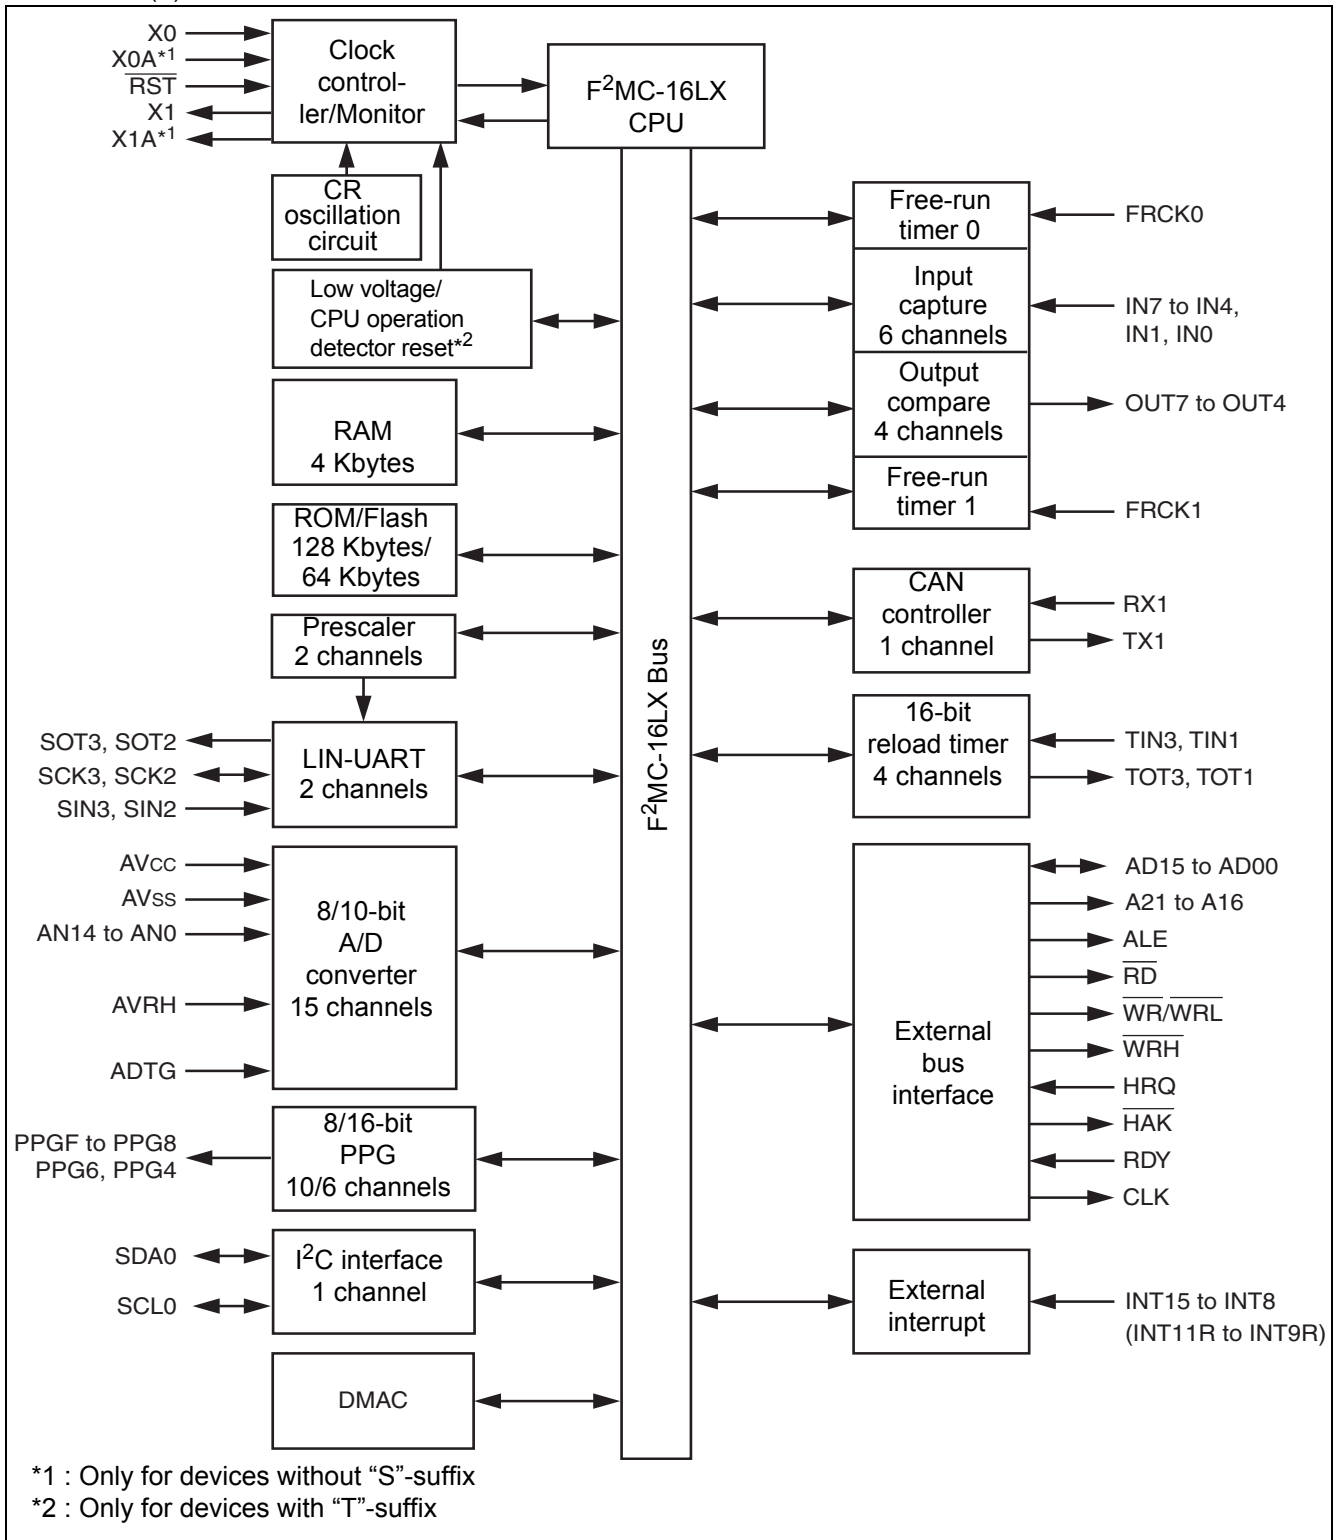 X0
X0A*1
RST
X1
X1A*1
Clock
control-
ler/Monitor
F2MC-16LX
CPU
CR
oscillation
circuit
Low voltage/
CPU operation
detector reset*2
RAM
4 Kbytes
ROM/Flash
128 Kbytes/
64 Kbytes
Prescaler
2 channels
SOT3, SOT2
SCK3, SCK2
SIN3, SIN2
LIN-UART
2 channels
AVCC
AVSS
AN14 to AN0
AVRH
ADTG
8/10-bit
A/D
converter
15 channels
PPGF to PPG8
PPG6, PPG4
8/16-bit
PPG
10/6 channels
SDA0
SCL0
I2C interface
1 channel
DMAC
F2MC-16LX Bus
Free-run
timer 0
FRCK0
Input
capture
6 channels
IN7 to IN4,
IN1, IN0
Output
compare
4 channels
OUT7 to OUT4
Free-run
timer 1
FRCK1
CAN
controller
1 channel
RX1
TX1
16-bit
reload timer
4 channels
TIN3, TIN1
TOT3, TOT1
External
bus
interface
AD15 to AD00
A21 to A16
ALE
RD
WR/WRL
WRH
HRQ
HAK
RDY
CLK
External
interrupt
INT15 to INT8
(INT11R to INT9R)
*1 : Only for devices without “S”-suffix
*2 : Only for devices with “T”-suffix